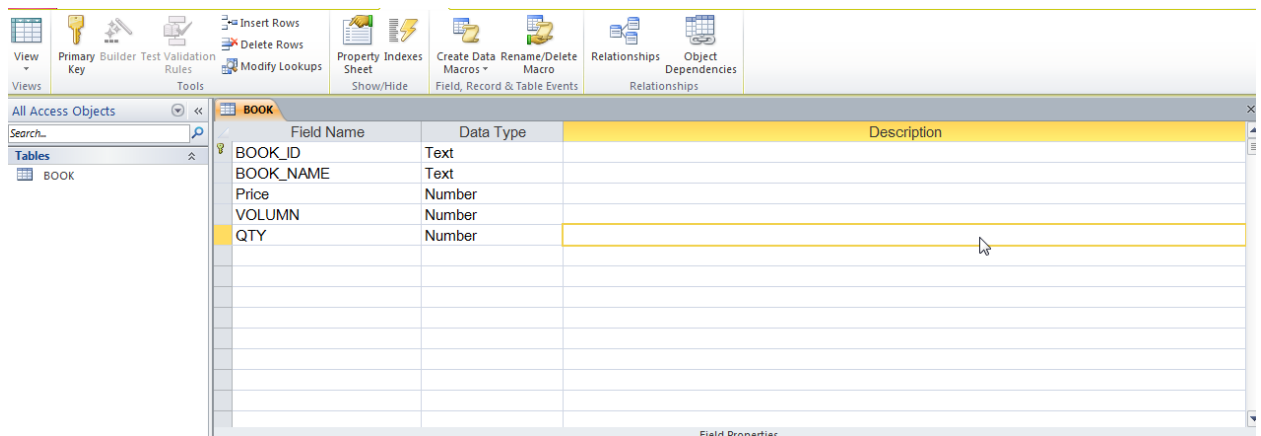 Insert Rows
Delete Rows
Modify Lookups
View
Primary Key
Builder
Test Validation Rules
Property Sheet
Indexes
Create Data Macros
Rename/Delete Macro
Relationships
Object Dependencies
Views
Tools
Show/Hide
Field, Record & Table Events
Relationships
All Access Objects
BOOK
Search...
Field Name Data Type Description
Tables
BOOK
BOOK_ID Text
BOOK_NAME Text
Price Number
VOLUMN Number
QTY Number
Field Properties